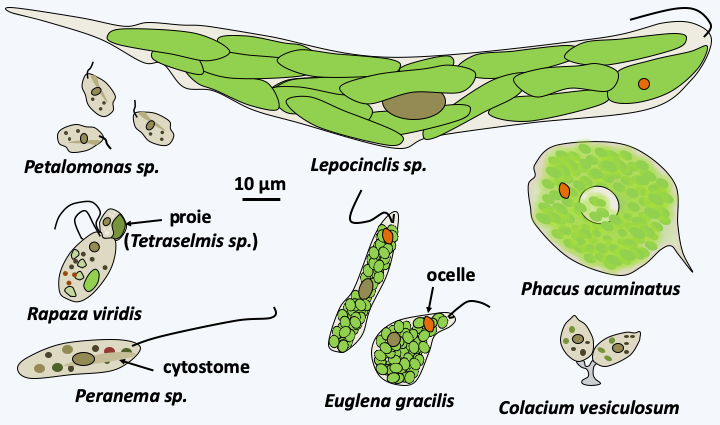 Petalomonas sp.
Lepocinclis sp.
10 µm
proie
(Tetraselmis sp.)
Rapaza viridis
ocelle
Phacus acuminatus
cytostome
Peranema sp.
Euglena gracilis
Colacium vesiculosum